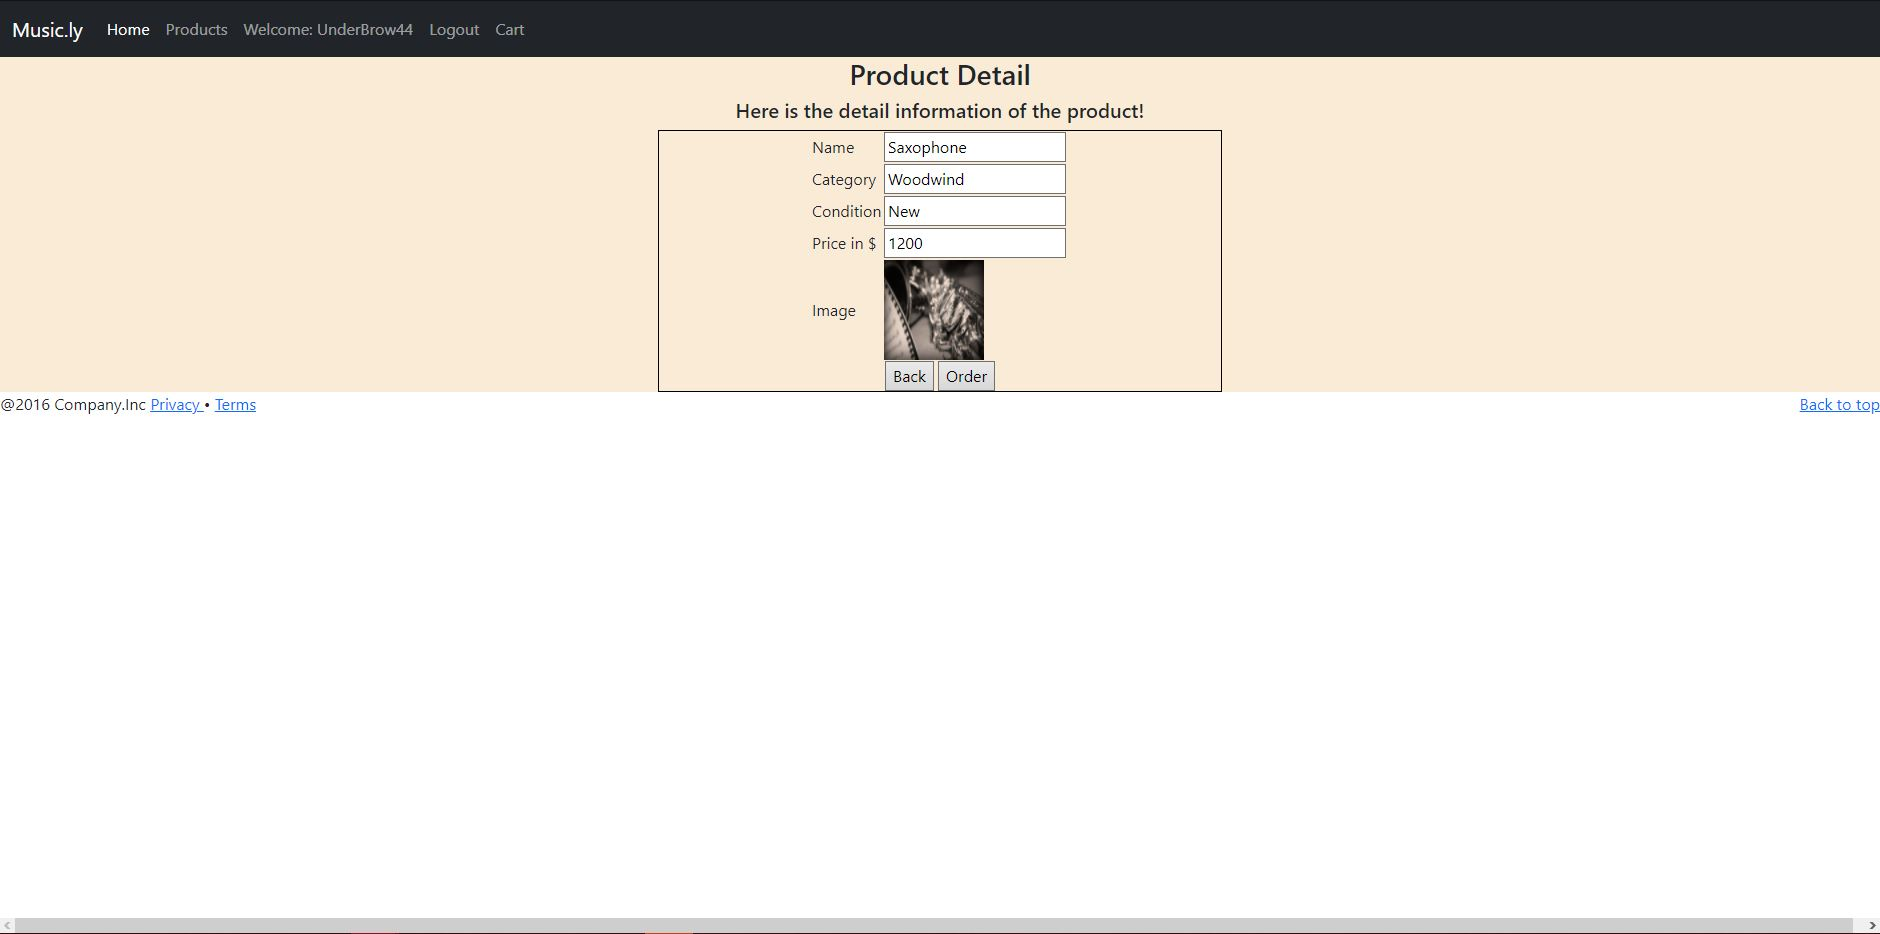 Music.ly Home Products Welcome: UnderBrow44 Logout Cart
Product Detail
Here is the detail information of the product!
Name Saxophone
Category Woodwind
Condition New
Price in $ 1200
Image
Back Order
@2016 Company.Inc Privacy • Terms Back to top